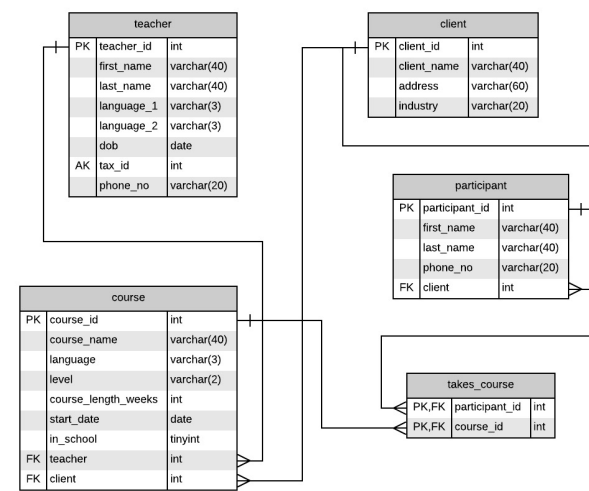 teacher
PK teacher_id int
first_name varchar(40)
last_name varchar(40)
language_1 varchar(3)
language_2 varchar(3)
dob date
AK tax_id int
phone_no varchar(20)
client
PK client_id int
client_name varchar(40)
address varchar(60)
industry varchar(20)
participant
PK participant_id int
first_name varchar(40)
last_name varchar(40)
phone_no varchar(20)
FK client int
course
PK course_id int
course_name varchar(40)
language varchar(3)
level varchar(2)
course_length_weeks int
start_date date
in_school tinyint
FK teacher int
FK client int
takes_course
PK,FK participant_id int
PK,FK course_id int